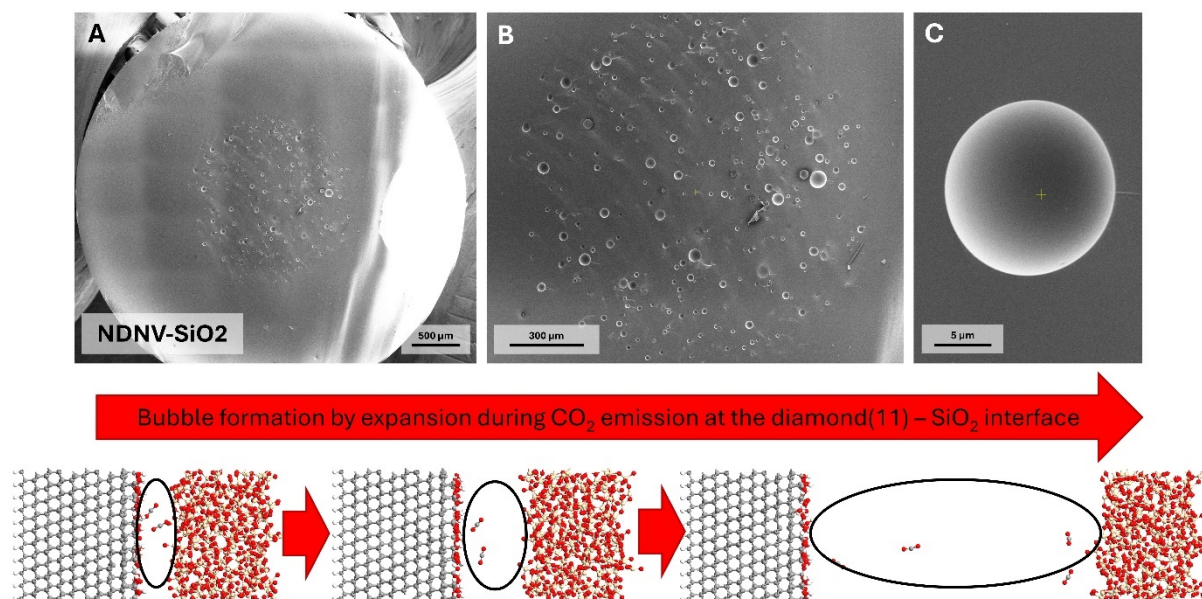 A
B
C
NDNV-SiO2
500 µm
300 µm
5 µm
Bubble formation by expansion during CO₂ emission at the diamond(11) – SiO₂ interface